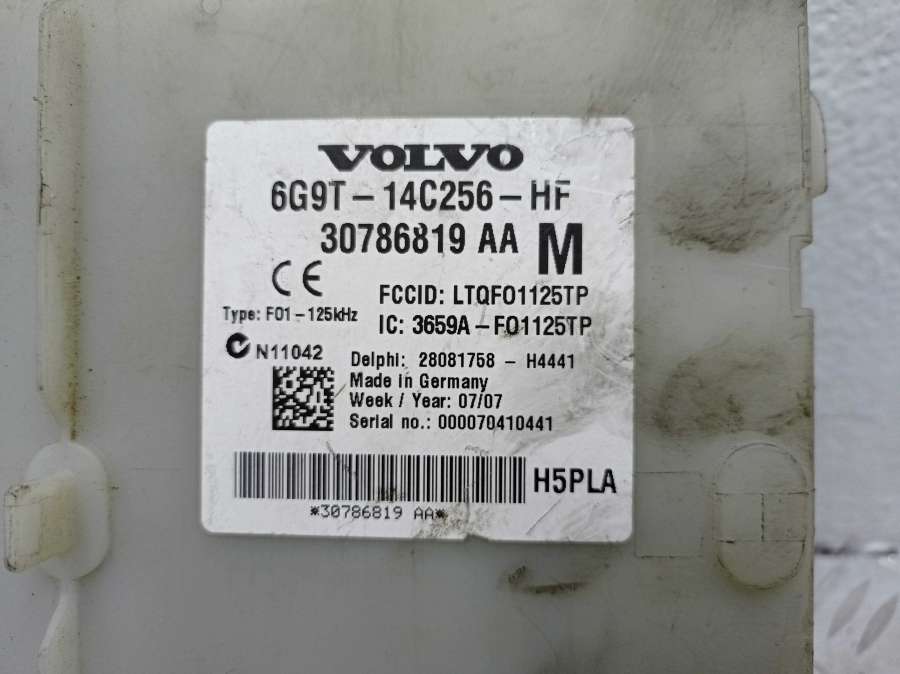 VOLVO
6G9T-14C256-HF
30786819 AA M
CE
FCCID: LTQFO1125TP
Type: FO1-125kHz
IC: 3659A-FO1125TP
N11042
Delphi: 28081758 - H4441
Made in Germany
Week / Year: 07/07
Serial no.: 000070410441
H5PLA
*30786819 AA*